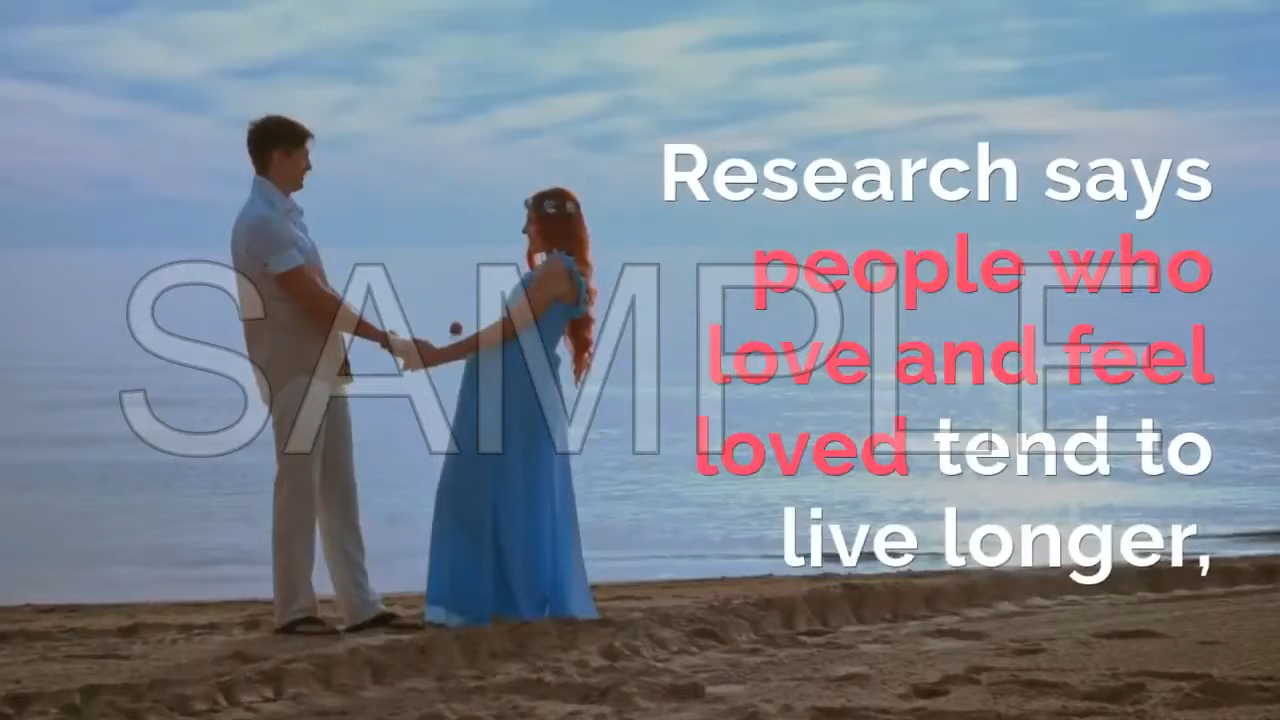 Research says
people who
love and feel
loved tend to
live longer,
SAMPLE